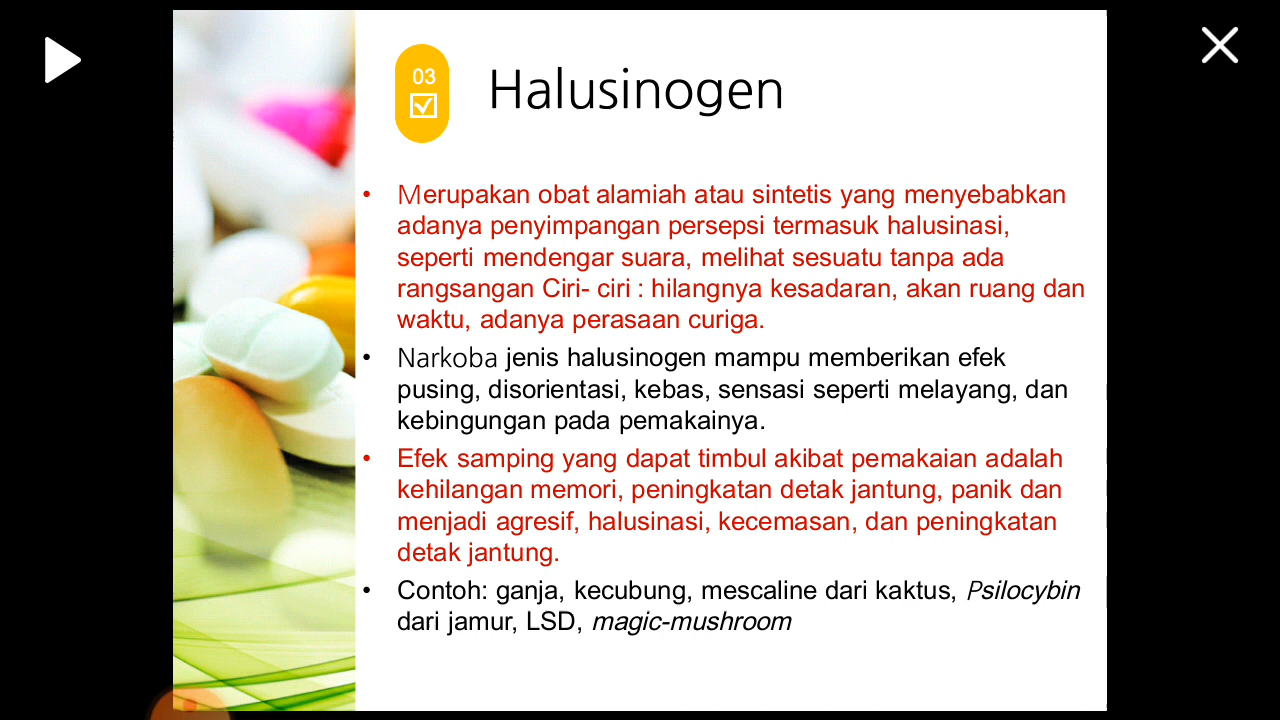 03
Halusinogen
• Merupakan obat alamiah atau sintetis yang menyebabkan
adanya penyimpangan persepsi termasuk halusinasi,
seperti mendengar suara, melihat sesuatu tanpa ada
rangsangan Ciri- ciri : hilangnya kesadaran, akan ruang dan
waktu, adanya perasaan curiga.
• Narkoba jenis halusinogen mampu memberikan efek
pusing, disorientasi, kebas, sensasi seperti melayang, dan
kebingungan pada pemakainya.
• Efek samping yang dapat timbul akibat pemakaian adalah
kehilangan memori, peningkatan detak jantung, panik dan
menjadi agresif, halusinasi, kecemasan, dan peningkatan
detak jantung.
• Contoh: ganja, kecubung, mescaline dari kaktus, Psilocybin
dari jamur, LSD, magic-mushroom